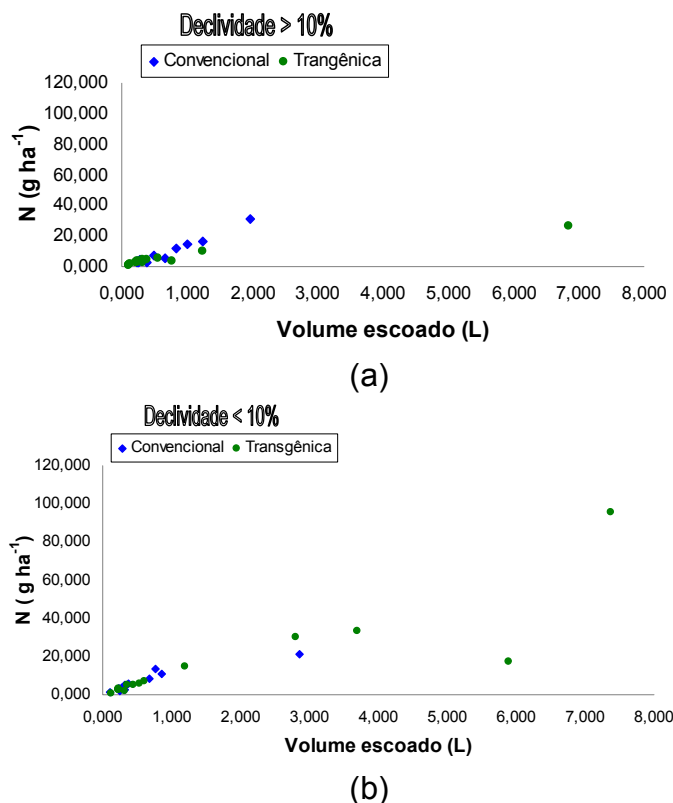 Declividade > 10%
Convencional Trangênica
120,000
100,000
80,000
60,000
40,000
20,000
0,000
N (g ha-1)
0,000 1,000 2,000 3,000 4,000 5,000 6,000 7,000 8,000
Volume escoado (L)
(a)
Declividade < 10%
Convencional Transgênica
120,000
100,000
80,000
60,000
40,000
20,000
0,000
N ( g ha-1)
0,000 1,000 2,000 3,000 4,000 5,000 6,000 7,000 8,000
Volume escoado (L)
(b)